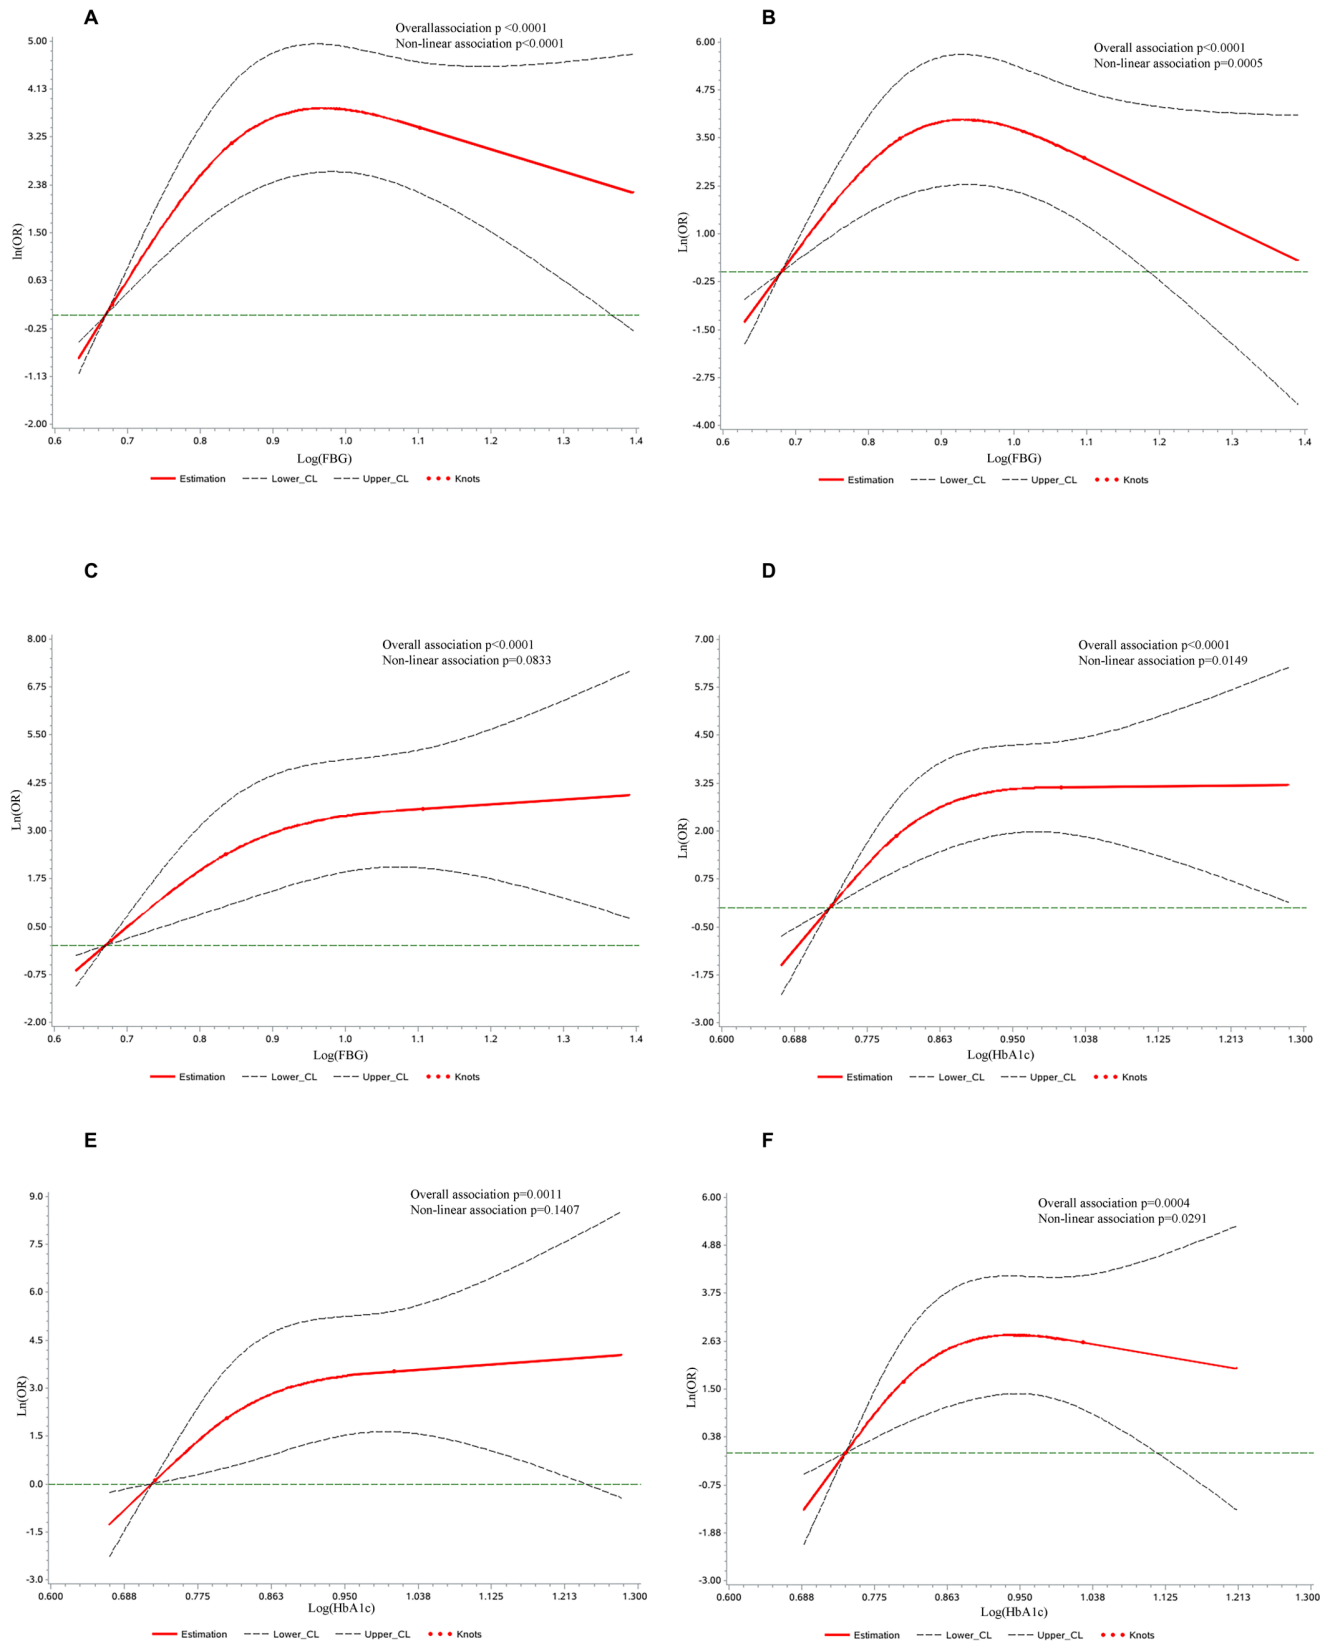 A
Overallassociation p <0.0001
Non-linear association p<0.0001
5.00
4.13
3.25
2.38
1.50
0.63
-0.25
-1.13
-2.00
ln(OR)
0.6 0.7 0.8 0.9 1.0 1.1 1.2 1.3 1.4
Log(FBG)
Estimation Lower_CL Upper_CL Knots
B
Overall association p<0.0001
Non-linear association p=0.0005
6.00
4.75
3.50
2.25
1.00
-0.25
-1.50
-2.75
-4.00
Ln(OR)
0.6 0.7 0.8 0.9 1.0 1.1 1.2 1.3 1.4
Log(FBG)
Estimation Lower_CL Upper_CL Knots
C
Overall association p<0.0001
Non-linear association p=0.0833
8.00
6.75
5.50
4.25
3.00
1.75
0.50
-0.75
-2.00
Ln(OR)
0.6 0.7 0.8 0.9 1.0 1.1 1.2 1.3 1.4
Log(FBG)
Estimation Lower_CL Upper_CL Knots
D
Overall association p<0.0001
Non-linear association p=0.0149
7.00
5.75
4.50
3.25
2.00
0.75
-0.50
-1.75
-3.00
Ln(OR)
0.600 0.688 0.775 0.863 0.950 1.038 1.125 1.213 1.300
Log(HbA1c)
Estimation Lower_CL Upper_CL Knots
E
Overall association p=0.0011
Non-linear association p=0.1407
9.0
7.5
6.0
4.5
3.0
1.5
0.0
-1.5
-3.0
Ln(OR)
0.600 0.688 0.775 0.863 0.950 1.038 1.125 1.213 1.300
Log(HbA1c)
Estimation Lower_CL Upper_CL Knots
F
Overall association p=0.0004
Non-linear association p=0.0291
6.00
4.88
3.75
2.63
1.50
0.38
-0.75
-1.88
-3.00
Ln(OR)
0.600 0.688 0.775 0.863 0.950 1.038 1.125 1.213 1.300
Log(HbA1c)
Estimation Lower_CL Upper_CL Knots